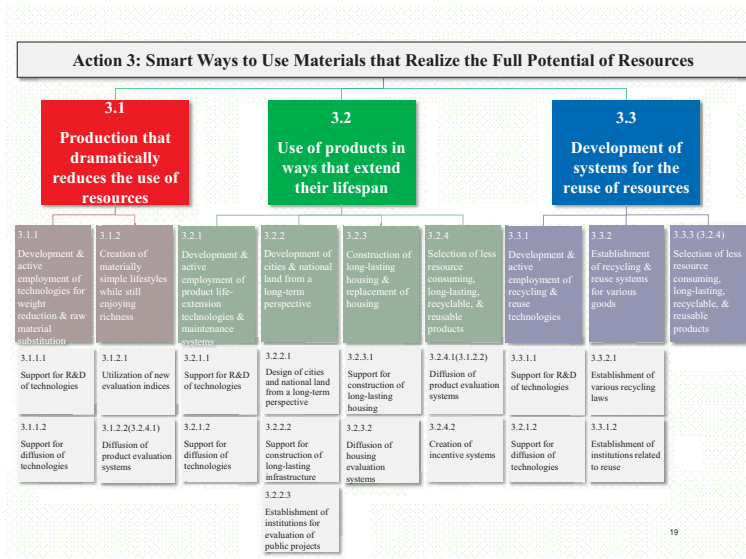 Action 3: Smart Ways to Use Materials that Realize the Full Potential of Resources
3.1
Production that
dramatically
reduces the use of
resources
3.2
Use of products in
ways that extend
their lifespan
3.3
Development of
systems for the
reuse of resources
3.1.1
Development &
active
employment of
technologies for
weight
reduction & raw
material
substitution
3.1.2
Creation of
materially
simple lifestyles
while still
enjoying
richness
3.2.1
Development &
active
employment of
product life-
extension
technologies &
maintenance
systems
3.2.2
Development of
cities & national
land from a
long-term
perspective
3.2.3
Construction of
long-lasting
housing &
replacement of
housing
3.2.4
Selection of less
resource
consuming,
long-lasting,
recyclable, &
reusable
products
3.3.1
Development &
active
employment of
recycling &
reuse
technologies
3.3.2
Establishment
of recycling &
reuse systems
for various
goods
3.3.3 (3.2.4)
Selection of less
resource
consuming,
long-lasting,
recyclable, &
reusable
products
3.1.1.1
Support for R&D
of technologies
3.1.2.1
Utilization of new
evaluation indices
3.2.1.1
Support for R&D
of technologies
3.2.2.1
Design of cities
and national land
from a long-term
perspective
3.2.3.1
Support for
construction of
long-lasting
housing
3.2.4.1(3.1.2.2)
Diffusion of
product evaluation
systems
3.3.1.1
Support for R&D
of technologies
3.3.2.1
Establishment of
various recycling
laws
3.1.1.2
Support for
diffusion of
technologies
3.1.2.2(3.2.4.1)
Diffusion of
product evaluation
systems
3.2.1.2
Support for
diffusion of
technologies
3.2.2.2
Support for
construction of
long-lasting
infrastructure
3.2.3.2
Diffusion of
housing
evaluation
systems
3.2.4.2
Creation of
incentive systems
3.2.1.2
Support for
diffusion of
technologies
3.3.1.2
Establishment of
institutions related
to reuse
3.2.2.3
Establishment of
institutions for
evaluation of
public projects
19